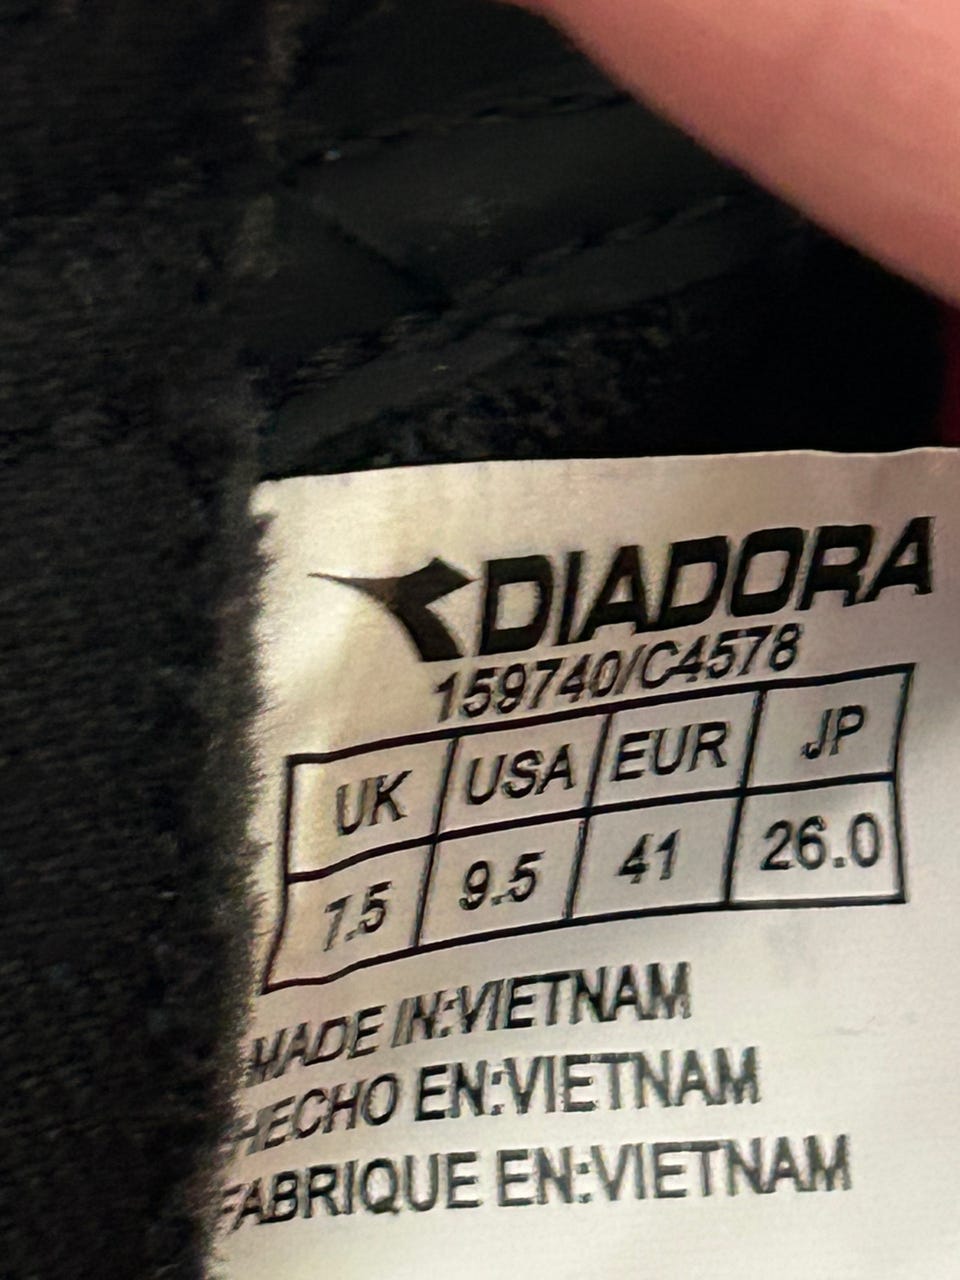 DIADORA
159740/C4578
UK USA EUR JP
7.5 9.5 41 26.0
MADE IN:VIETNAM
HECHO EN:VIETNAM
FABRIQUE EN:VIETNAM